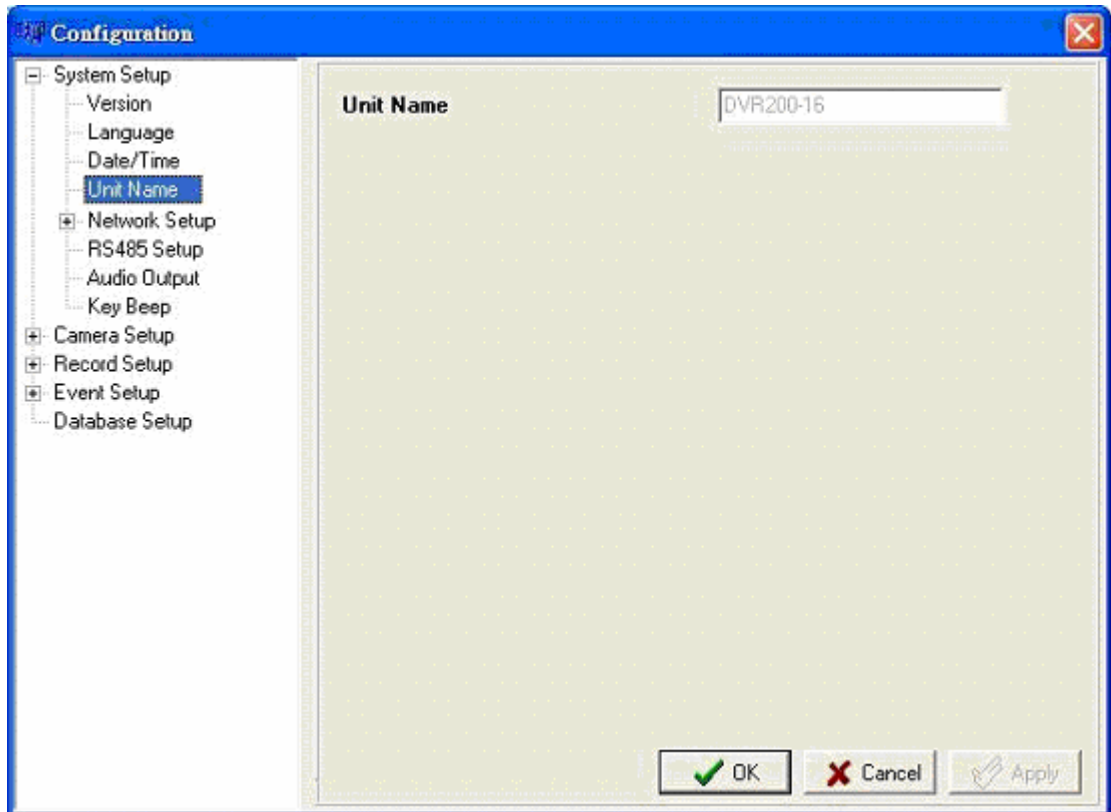 Configuration
System Setup
Version
Language
Date/Time
Unit Name
Network Setup
RS485 Setup
Audio Output
Key Beep
Camera Setup
Record Setup
Event Setup
Database Setup
Unit Name
DVR200-16
OK
Cancel
Apply